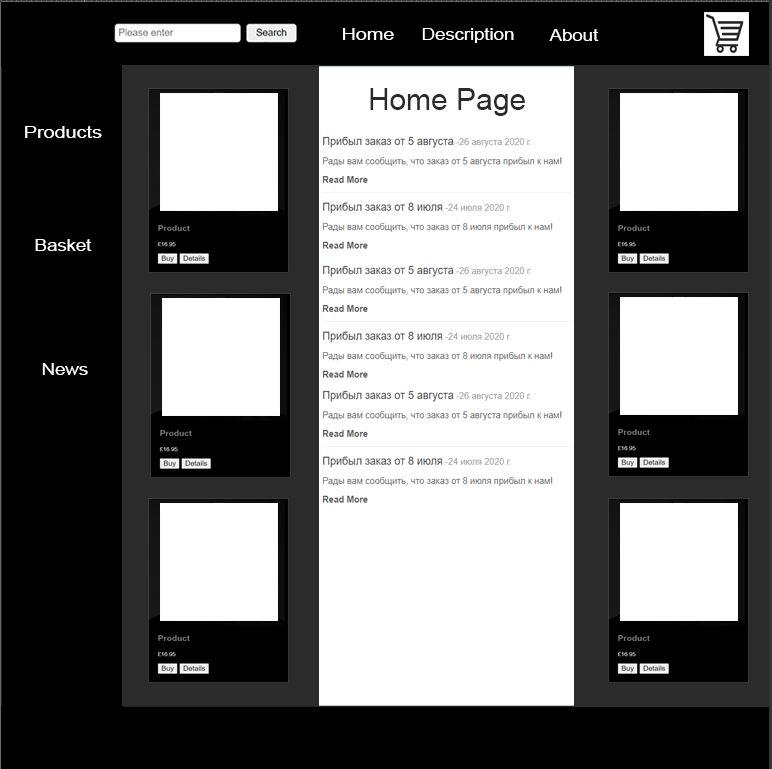 Please enter
Search
Home
Description
About
Products
Basket
News
Product
£16.95
Buy
Details
Product
£16.95
Buy
Details
Product
£16.95
Buy
Details
Home Page
Прибыл заказ от 5 августа -26 августа 2020 г.
Рады вам сообщить, что заказ от 5 августа прибыл к нам!
Read More
Прибыл заказ от 8 июля -24 июля 2020 г.
Рады вам сообщить, что заказ от 8 июля прибыл к нам!
Read More
Прибыл заказ от 5 августа -26 августа 2020 г.
Рады вам сообщить, что заказ от 5 августа прибыл к нам!
Read More
Прибыл заказ от 8 июля -24 июля 2020 г.
Рады вам сообщить, что заказ от 8 июля прибыл к нам!
Read More
Прибыл заказ от 5 августа -26 августа 2020 г.
Рады вам сообщить, что заказ от 5 августа прибыл к нам!
Read More
Прибыл заказ от 8 июля -24 июля 2020 г.
Рады вам сообщить, что заказ от 8 июля прибыл к нам!
Read More
Product
£16.95
Buy
Details
Product
£16.95
Buy
Details
Product
£16.95
Buy
Details